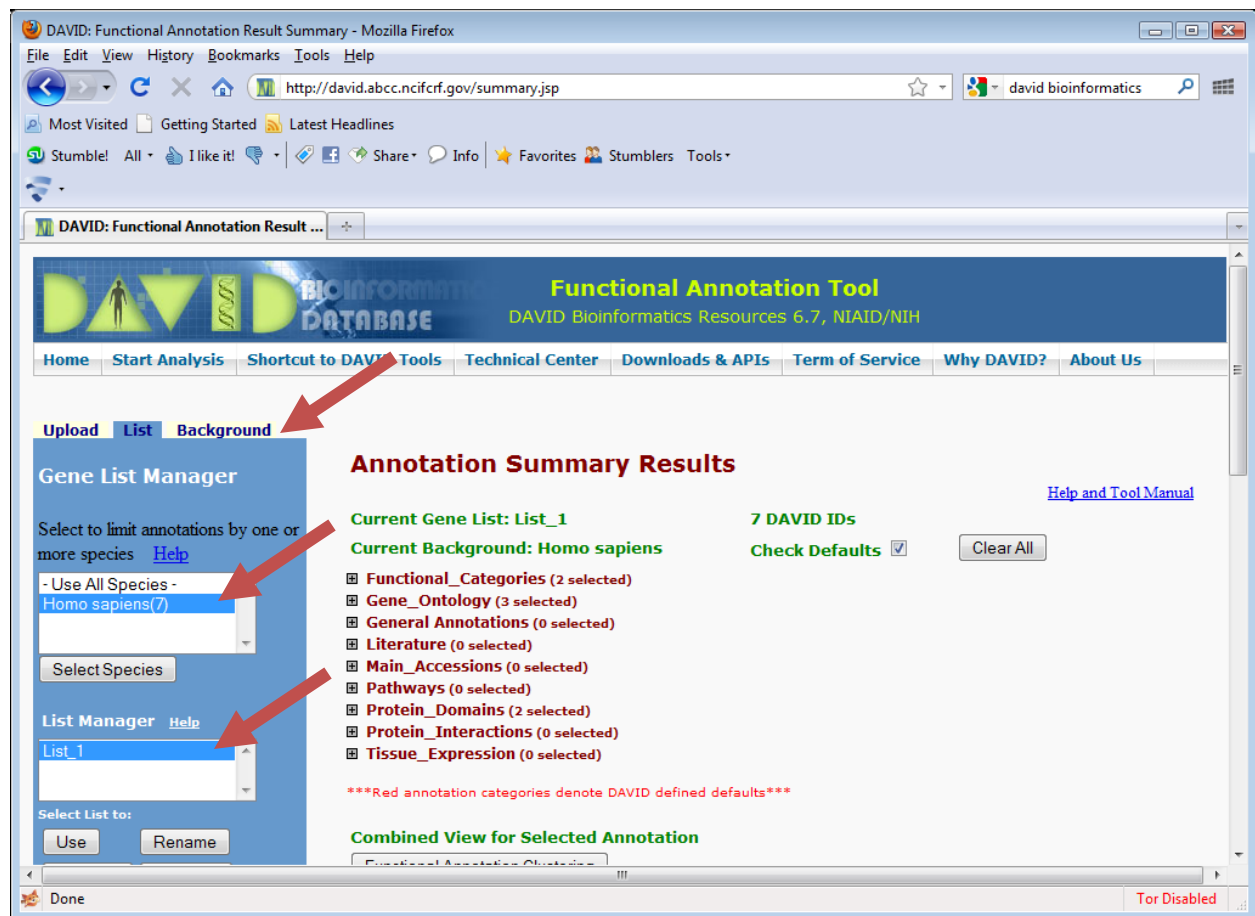 DAVID: Functional Annotation Result Summary - Mozilla Firefox
File Edit View History Bookmarks Tools Help
http://david.abcc.ncifcrf.gov/summary.jsp
david bioinformatics
Most Visited Getting Started Latest Headlines
Stumble! All I like it! Share Info Favorites Stumblers Tools
DAVID: Functional Annotation Result ...
DAVID BIOINFORMATIC DATABASE
Functional Annotation Tool
DAVID Bioinformatics Resources 6.7, NIAID/NIH
Home Start Analysis Shortcut to DAVID Tools Technical Center Downloads & APIs Term of Service Why DAVID? About Us
Upload List Background
Gene List Manager
Select to limit annotations by one or
more species Help
- Use All Species -
Homo sapiens(7)
Select Species
List Manager Help
List_1
Select List to:
Use Rename
Annotation Summary Results
Help and Tool Manual
Current Gene List: List_1 7 DAVID IDs
Current Background: Homo sapiens Check Defaults Clear All
Functional_Categories (2 selected)
Gene_Ontology (3 selected)
General Annotations (0 selected)
Literature (0 selected)
Main_Accessions (0 selected)
Pathways (0 selected)
Protein_Domains (2 selected)
Protein_Interactions (0 selected)
Tissue_Expression (0 selected)
***Red annotation categories denote DAVID defined defaults***
Combined View for Selected Annotation
Functional Annotation Clustering
Done
Tor Disabled